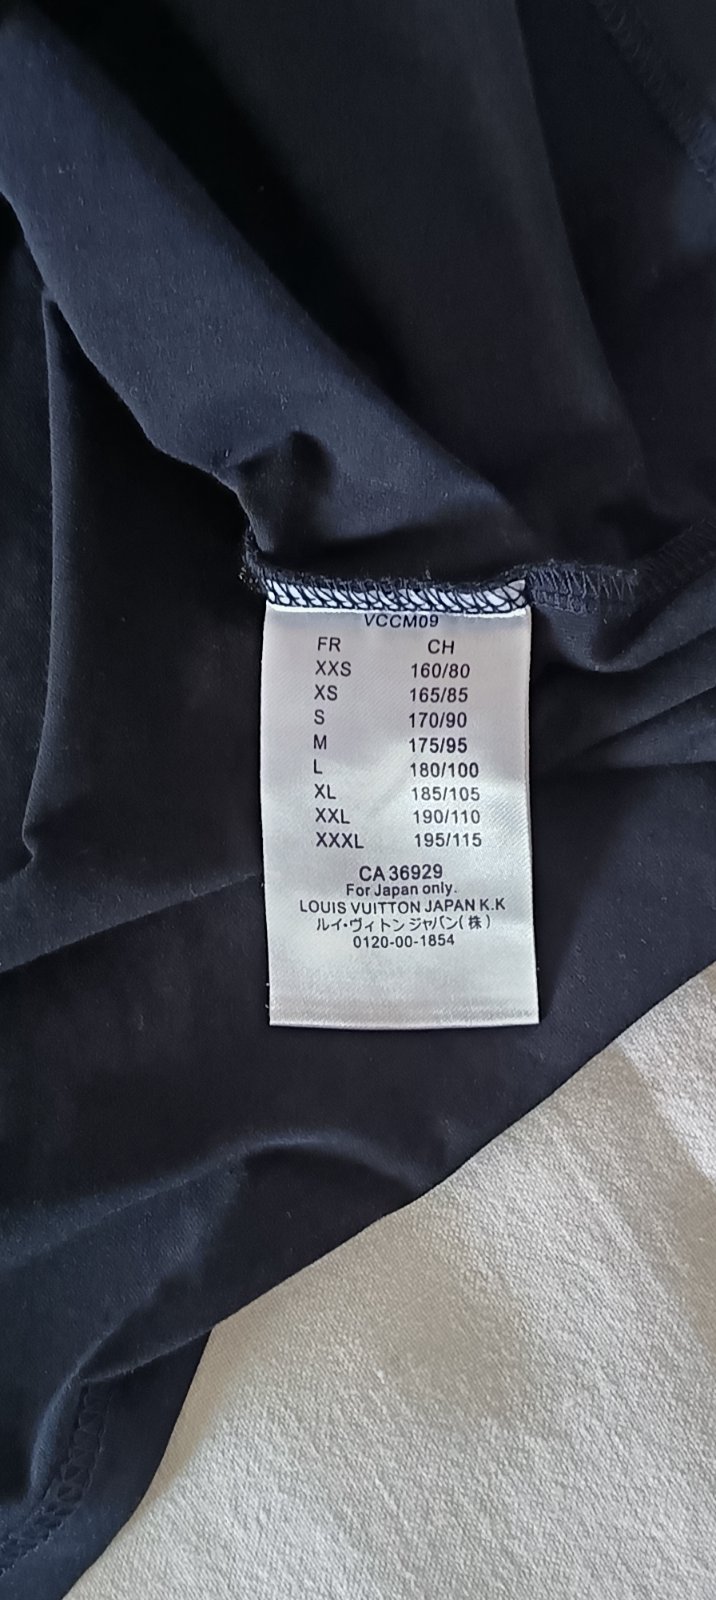 VCCM09
FR CH
XXS 160/80
XS 165/85
S 170/90
M 175/95
L 180/100
XL 185/105
XXL 190/110
XXXL 195/115
CA 36929
For Japan only.
LOUIS VUITTON JAPAN K.K
ルイ・ヴィトンジャパン(株)
0120-00-1854